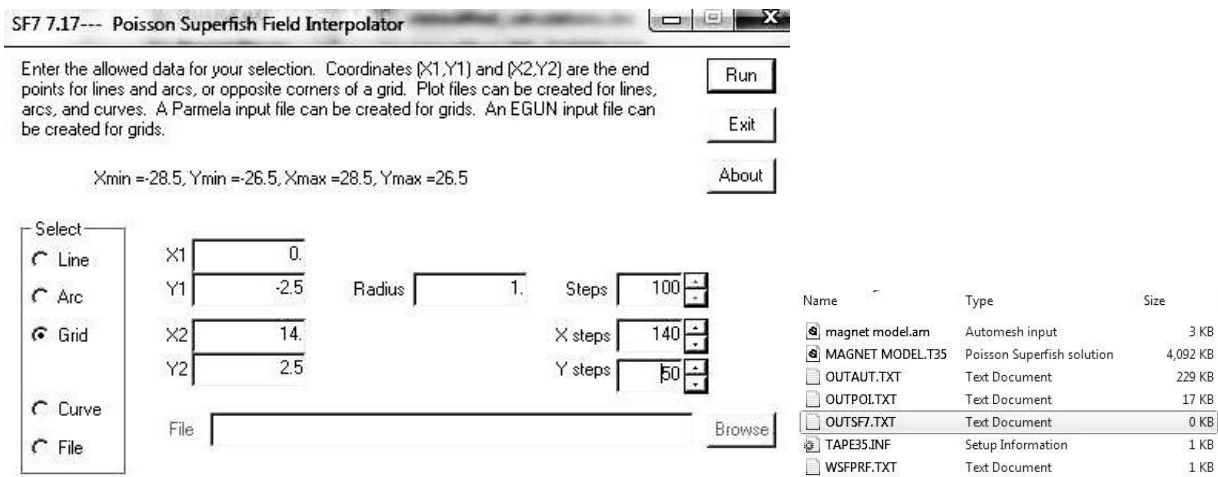 SF7 7.17--- Poisson Superfish Field Interpolator
Enter the allowed data for your selection. Coordinates (X1,Y1) and (X2,Y2) are the end
points for lines and arcs, or opposite corners of a grid. Plot files can be created for lines,
arcs, and curves. A Parmela input file can be created for grids. An EGUN input file can
be created for grids.
Run
Exit
About
Xmin =-28.5, Ymin =-26.5, Xmax =28.5, Ymax =26.5
Select
Line
Arc
Grid
Curve
File
X1 0.
Y1 -2.5
X2 14.
Y2 2.5
Radius 1.
Steps 100
X steps 140
Y steps 50
File
Browse
Name Type Size
magnet model.am Automesh input 3 KB
MAGNET MODEL.T35 Poisson Superfish solution 4,092 KB
OUTAUT.TXT Text Document 229 KB
OUTPOI.TXT Text Document 17 KB
OUTSF7.TXT Text Document 0 KB
TAPE35.INF Setup Information 1 KB
WSFPRF.TXT Text Document 1 KB